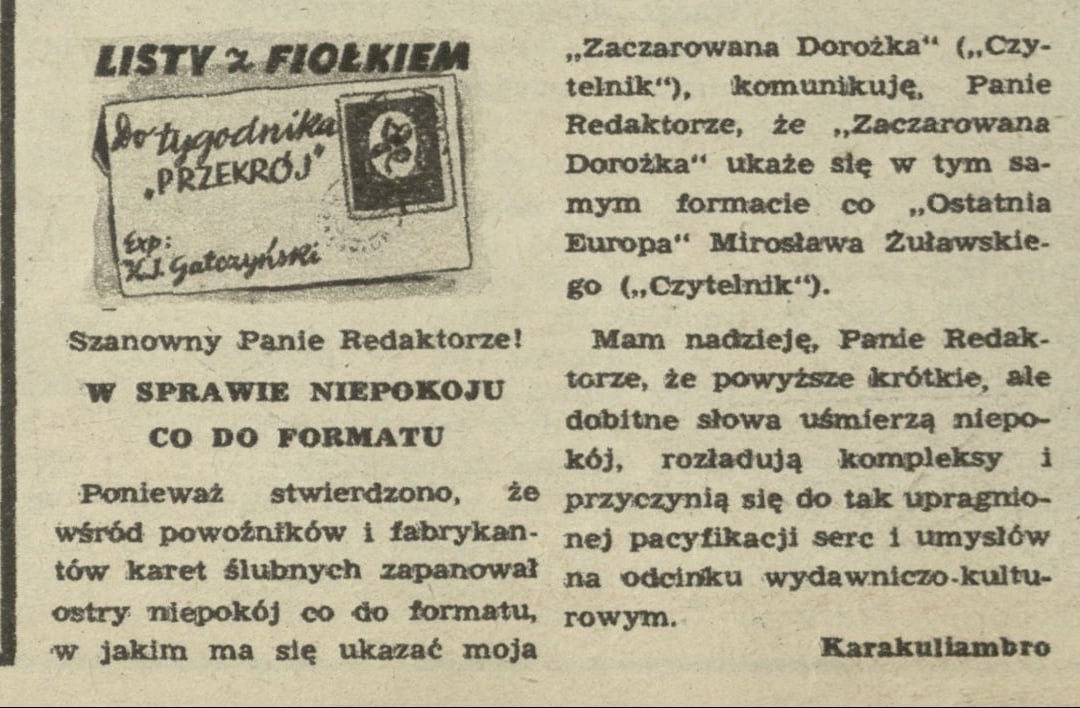 LISTY z FIOŁKIEM
Do tygodnika
"PRZEKRÓJ"
Exp:
K.I. Gałczyński
Szanowny Panie Redaktorze!
W SPRAWIE NIEPOKOJU
CO DO FORMATU
Ponieważ stwierdzono, że
wśród powoźników i fabrykan-
tów karet ślubnych zapanował
ostry niepokój co do formatu,
w jakim ma się ukazać moja
„Zaczarowana Dorożka“ („Czy-
telnik“), komunikuję, Panie
Redaktorze, że „Zaczarowana
Dorożka“ ukaże się w tym sa-
mym formacie co „Ostatnia
Europa“ Mirosława Żuławskie-
go („Czytelnik“).
Mam nadzieję, Panie Redak-
torze, że powyższe krótkie, ale
dobitne słowa uśmierzą niepo-
kój, rozładują kompleksy i
przyczynią się do tak upragnio-
nej pacyfikacji serc i umysłów
na odcinku wydawniczo-kultu-
rowym.
Karakuliambro